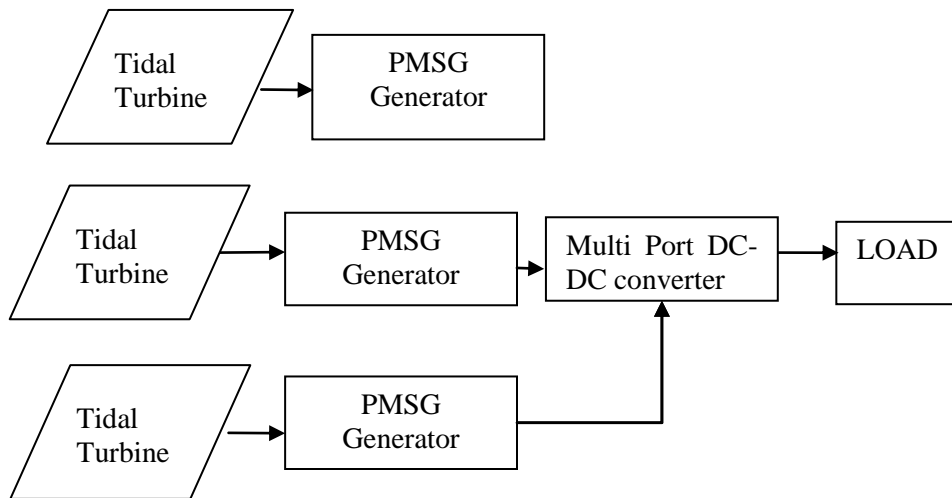 Tidal
Turbine
PMSG
Generator
Tidal
Turbine
PMSG
Generator
Multi Port DC-
DC converter
LOAD
Tidal
Turbine
PMSG
Generator